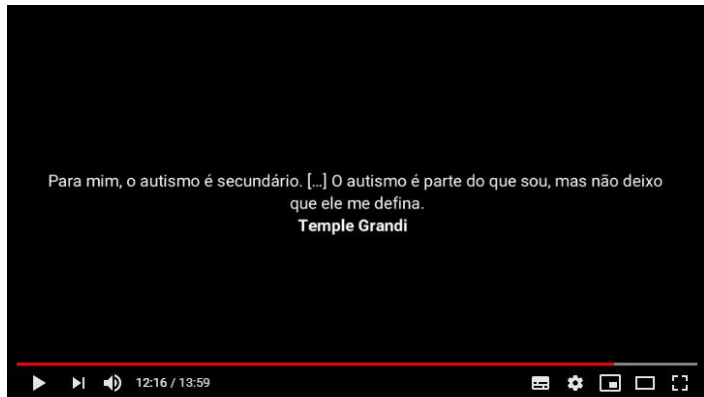 Para mim, o autismo é secundário. [...] O autismo é parte do que sou, mas não deixo
que ele me defina.
Temple Grandi
12:16 / 13:59